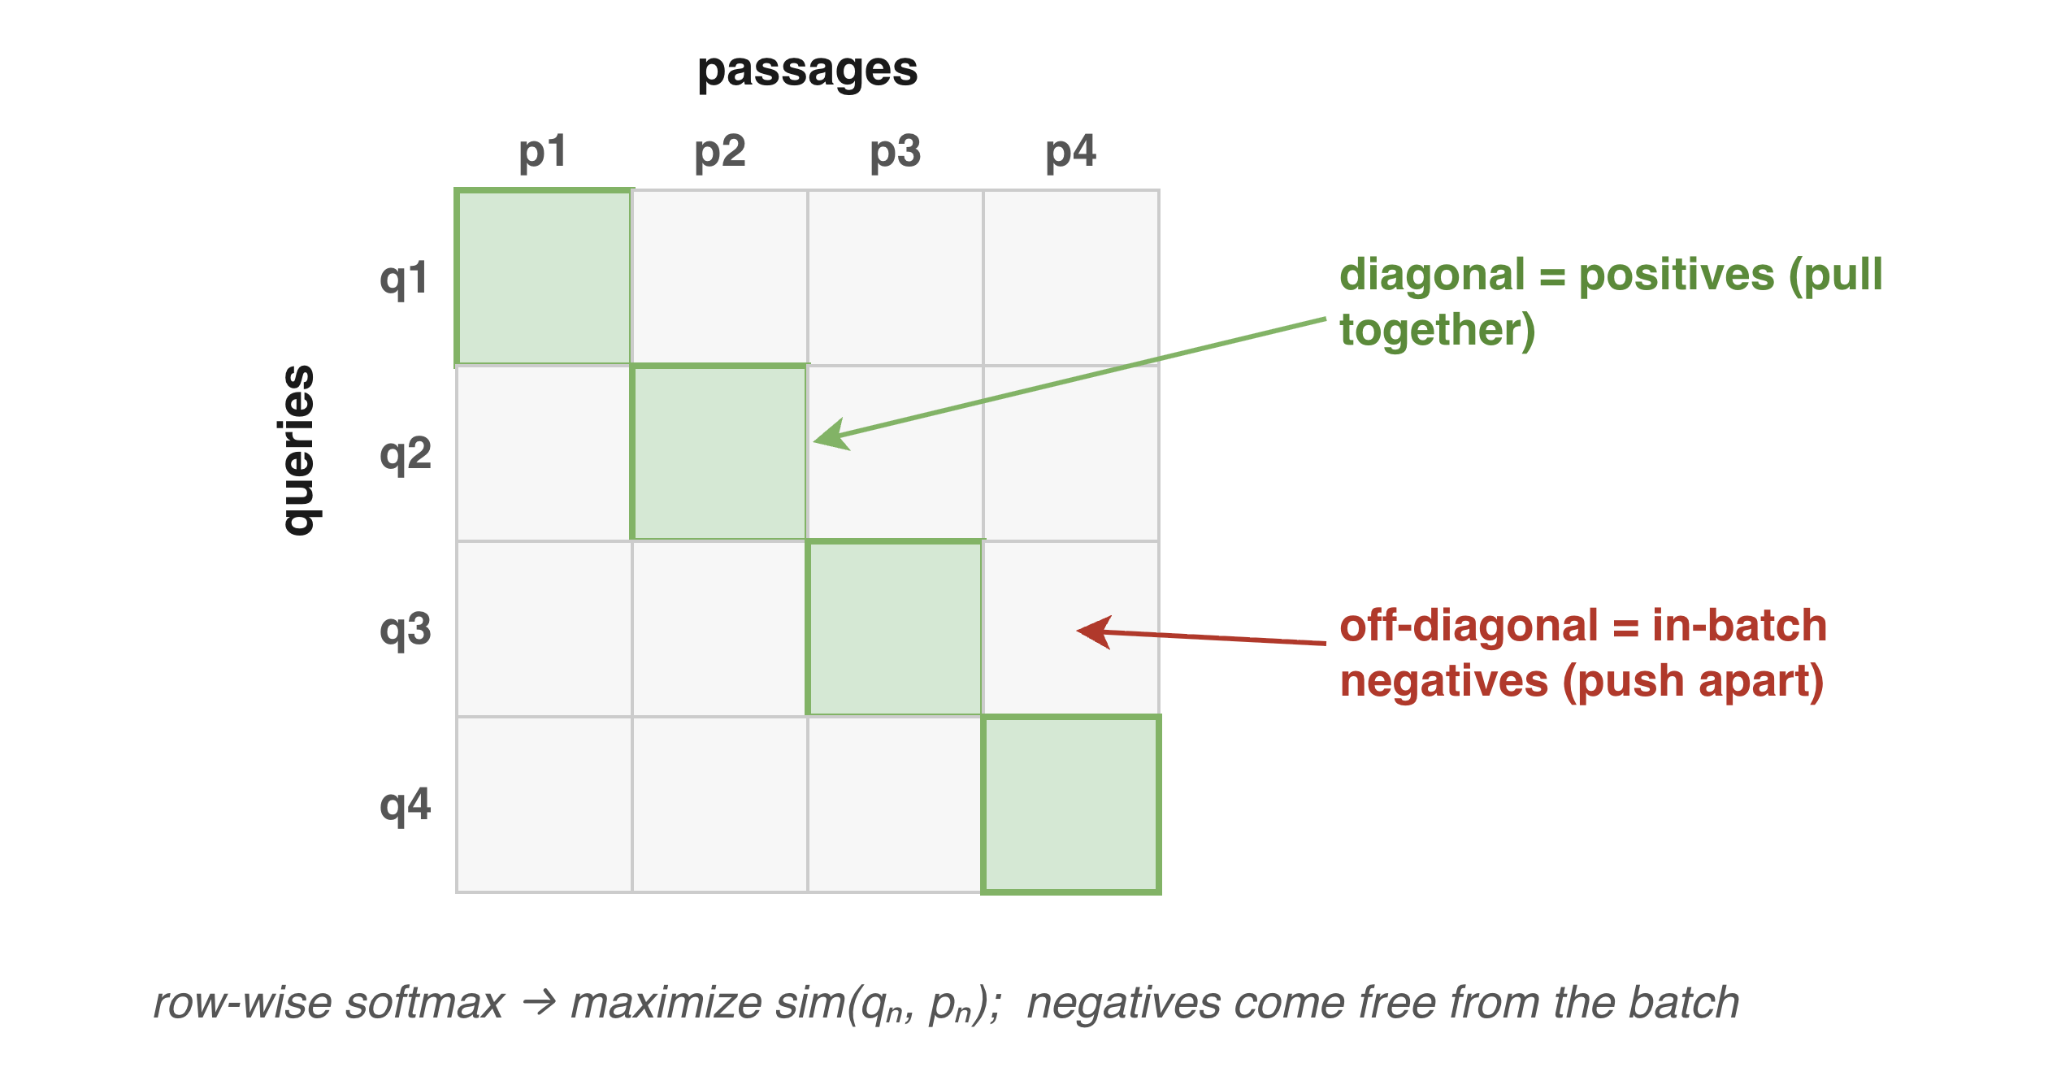 passages
p1 p2 p3 p4
queries
q1
q2
q3
q4
diagonal = positives (pull
together)
off-diagonal = in-batch
negatives (push apart)
row-wise softmax → maximize sim(qₙ, pₙ); negatives come free from the batch